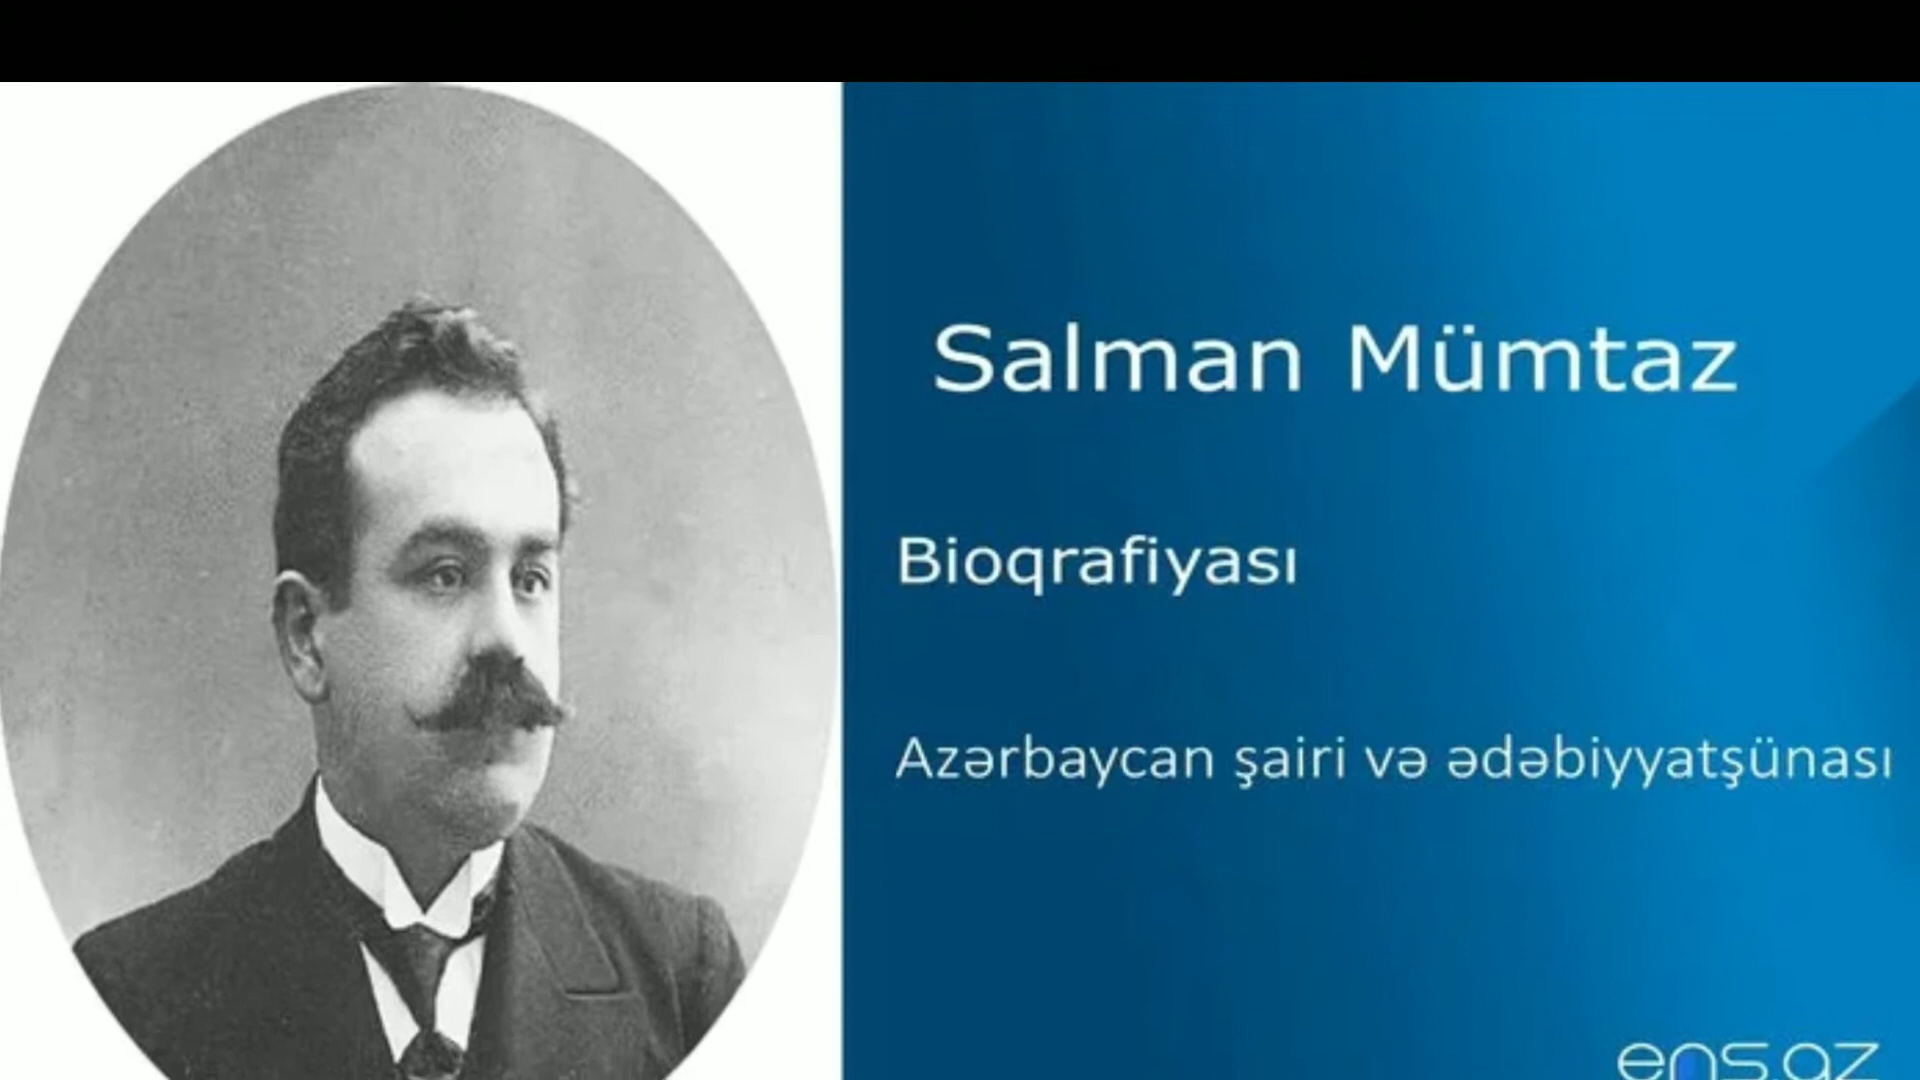 Salman Mümtaz
Bioqrafiyası
Azərbaycan şairi və ədəbiyyatşünası
ens az